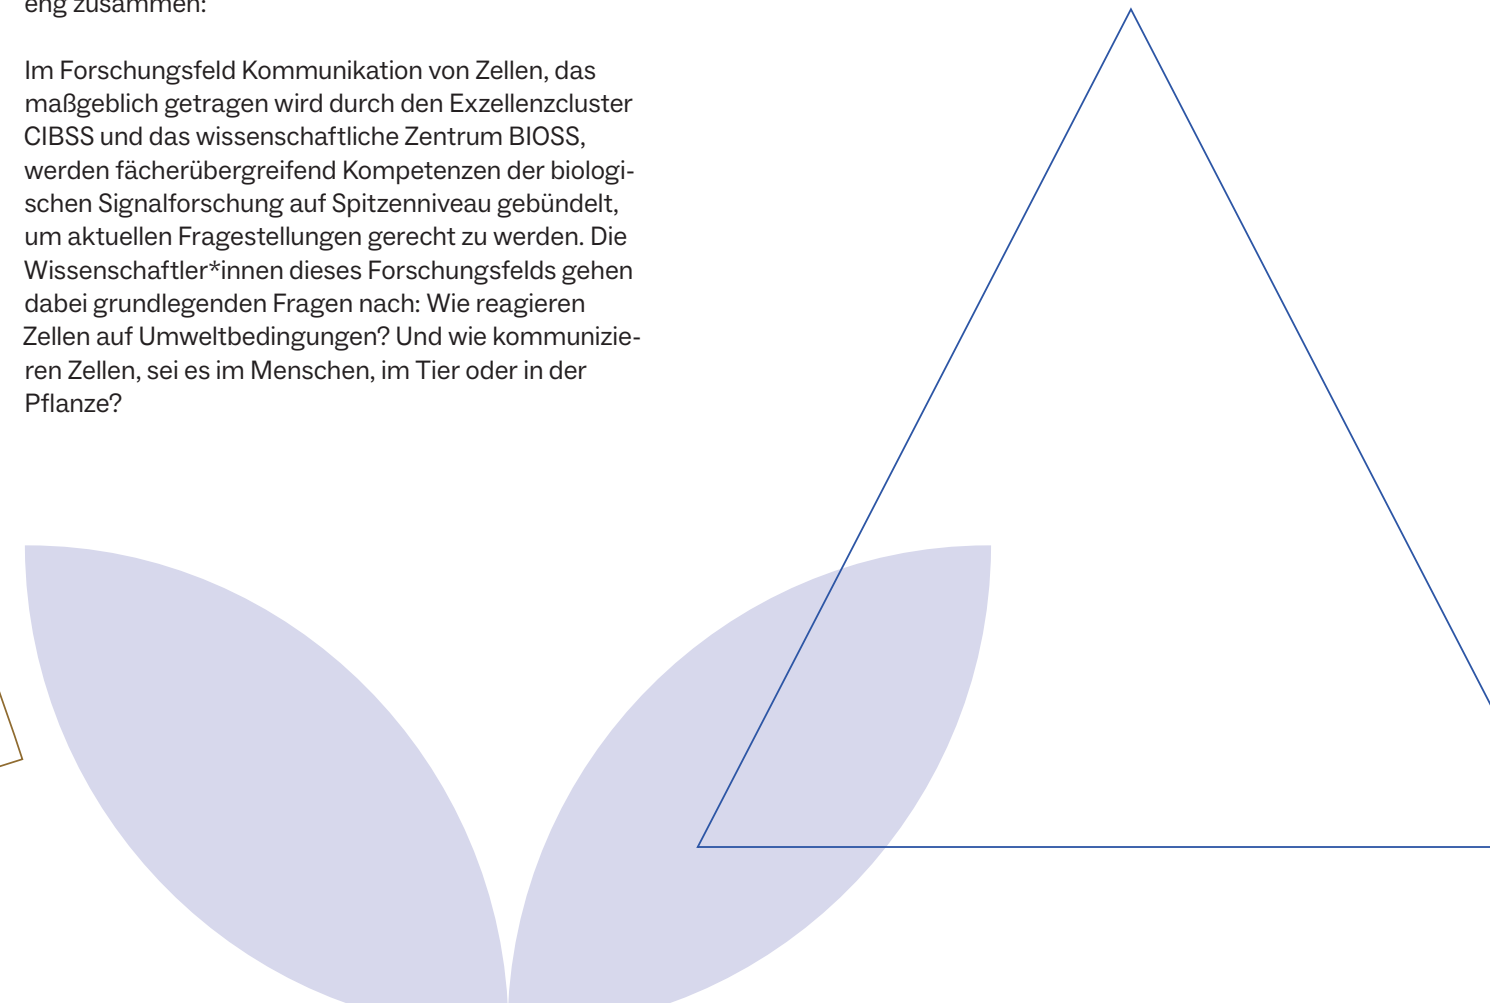 eng zusammen:
Im Forschungsfeld Kommunikation von Zellen, das
maßgeblich getragen wird durch den Exzellenzcluster
CIBSS und das wissenschaftliche Zentrum BIOSS,
werden fächerübergreifend Kompetenzen der biologi-
schen Signalforschung auf Spitzenniveau gebündelt,
um aktuellen Fragestellungen gerecht zu werden. Die
Wissenschaftler*innen dieses Forschungsfelds gehen
dabei grundlegenden Fragen nach: Wie reagieren
Zellen auf Umweltbedingungen? Und wie kommunizie-
ren Zellen, sei es im Menschen, im Tier oder in der
Pflanze?